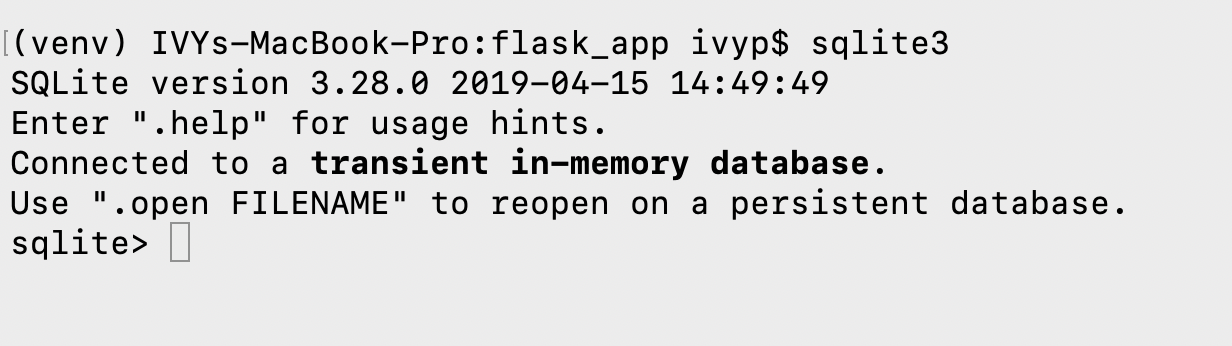 [(venv) IVYs-MacBook-Pro:flask_app ivyp$ sqlite3
SQLite version 3.28.0 2019-04-15 14:49:49
Enter ".help" for usage hints.
Connected to a transient in-memory database.
Use ".open FILENAME" to reopen on a persistent database.
sqlite>